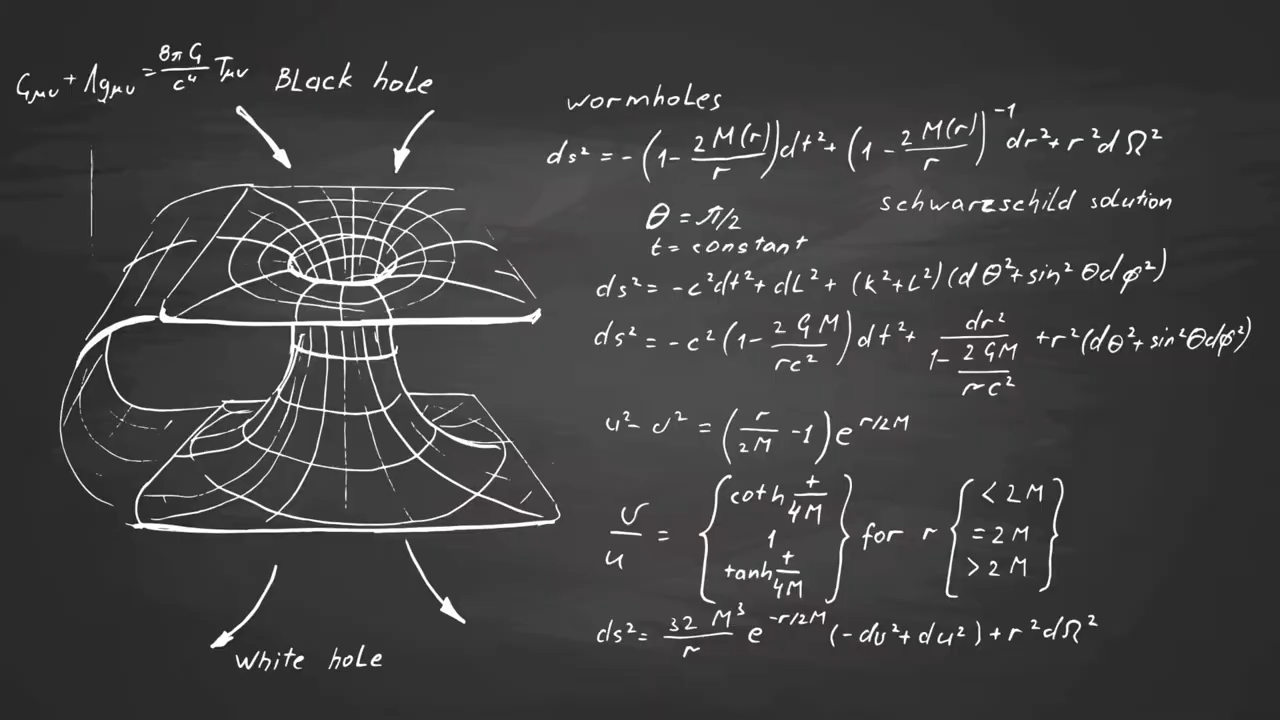 Gμν + Λgμν = 8πG/c⁴ Tμν
Black hole
White hole
wormholes
ds² = -(1 - 2M(r)/r)dt² + (1 - 2M(r)/r)⁻¹ dr² + r²dΩ²
schwarzschild solution
θ = π/2
t = constant
ds² = -c²dt² + dL² + (k² + L²)(dθ² + sin²θdφ²)
ds² = -c²(1 - 2GM/rc²)dt² + dr²/(1 - 2GM/rc²) + r²(dθ² + sin²θdφ²)
u² - v² = (r/2M - 1)e^r/2M
v/u = {coth t/4M, 1, tanh t/4M} for r {< 2M, = 2M, > 2M}
ds² = 32M³/r e^-r/2M (-dv² + du²) + r²dΩ²